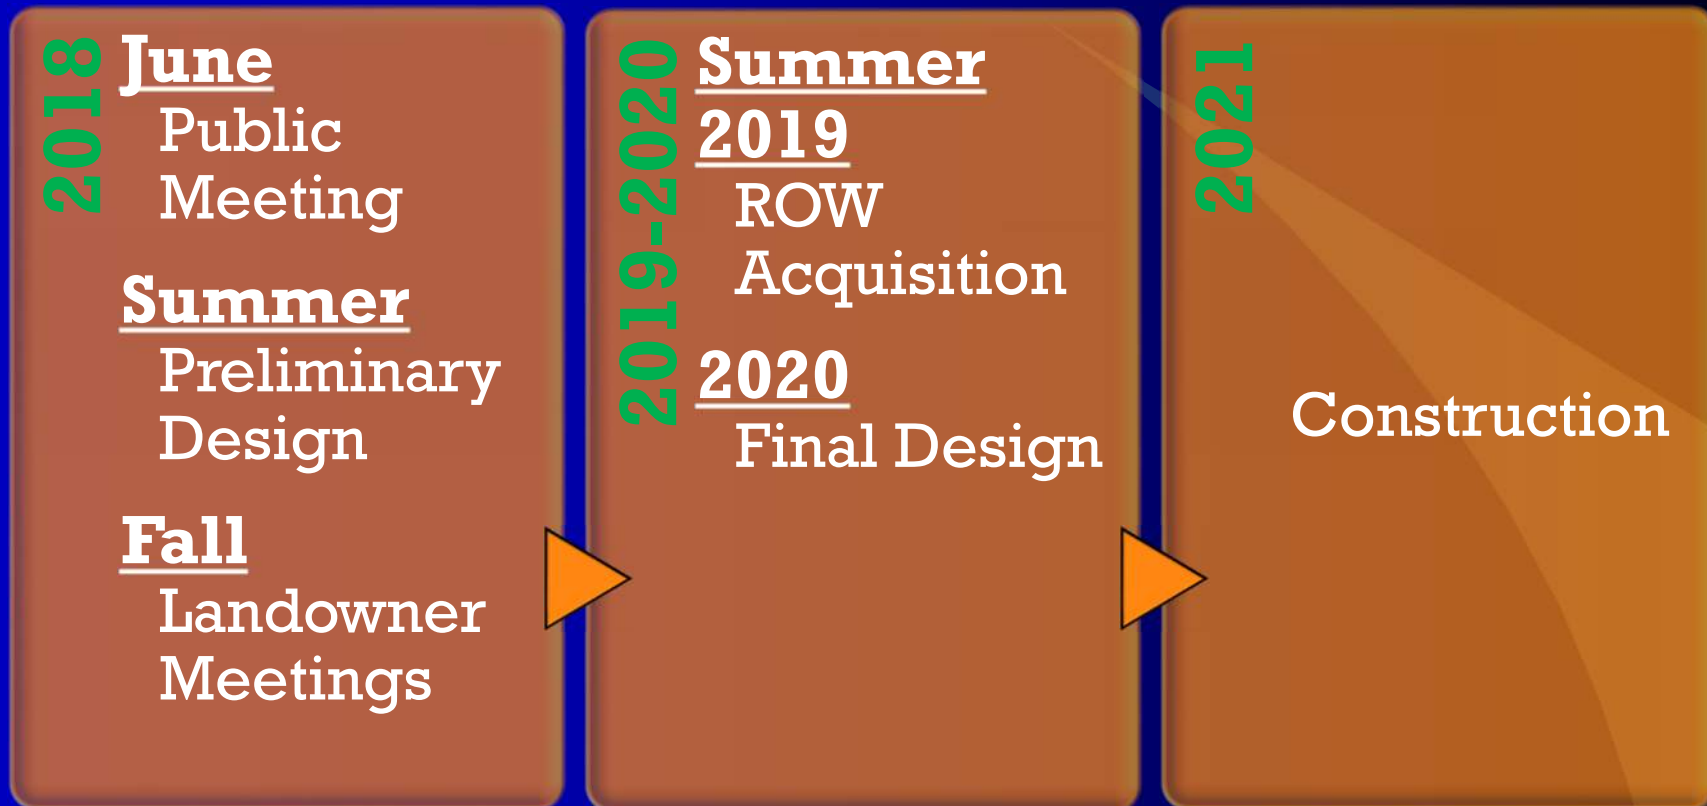 2018
June
Public
Meeting
Summer
Preliminary
Design
Fall
Landowner
Meetings
2019-2020
Summer
2019
ROW
Acquisition
2020
Final Design
2021
Construction